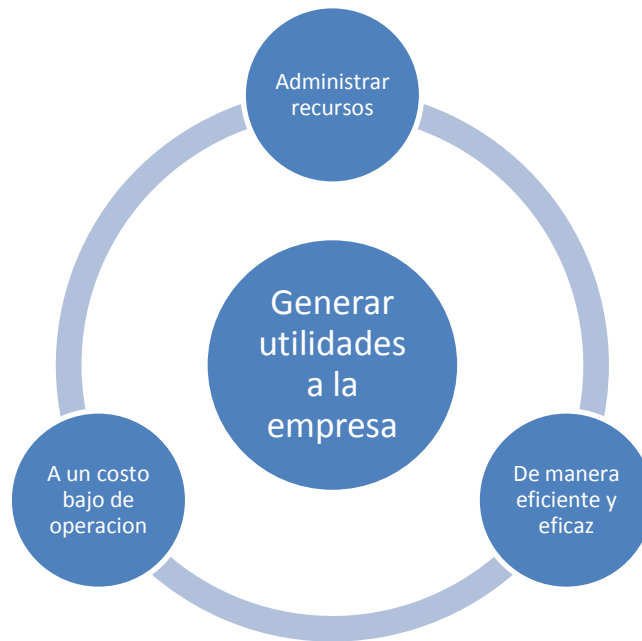 Administrar
recursos
Generar
utilidades
a la
empresa
A un costo
bajo de
operacion
De manera
eficiente y
eficaz